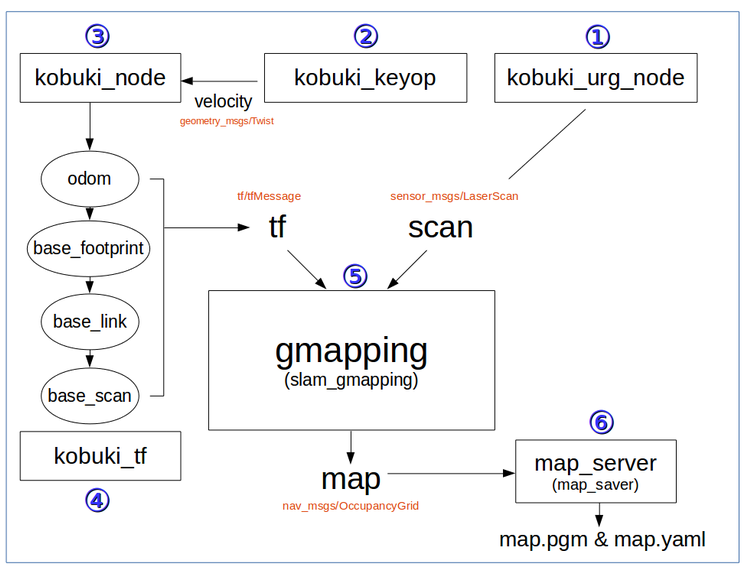 ③
②
①
kobuki_node
kobuki_keyop
kobuki_urg_node
velocity
geometry_msgs/Twist
odom
base_footprint
base_link
base_scan
tf/tfMessage
tf
sensor_msgs/LaserScan
scan
⑤
gmapping
(slam_gmapping)
kobuki_tf
④
map
nav_msgs/OccupancyGrid
⑥
map_server
(map_saver)
map.pgm & map.yaml